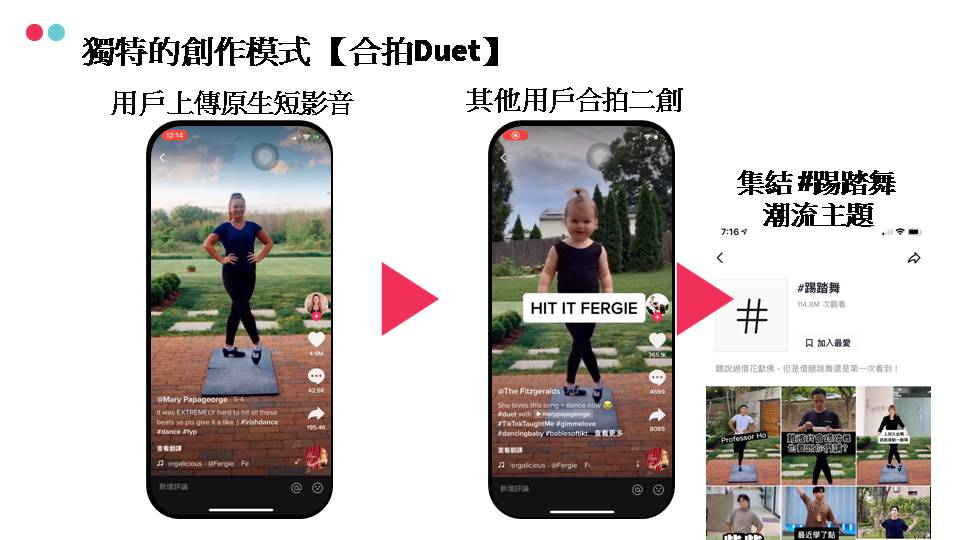 獨特的創作模式【合拍Duet】
用戶上傳原生短影音
其他用戶合拍二創
集結 #踢踏舞
潮流主題
12:14
4.6M
42.5K
195.4K
@Mary Papageorge · 6-4
It was EXTREMELY hard to hit all these
beats so pls give it a like :) #irishdance
#dance #fyp
查看翻譯
ergalicious - @Fergie Fe
新增評論
HIT IT FERGIE
365.1K
4699
8085
@The Fitzgeralds
She loves this song + dance now 😂
#duet with ▶ marypapageorge
#TikTokTaughtMe #gimmelove
#dancingbaby #bablesoftikt... 查看更多
查看翻譯
ergalicious - @Fergie Fe
新增評論
7:16
#
#踢踏舞
114.8M 次觀看
加入最愛
聽說過借花獻佛，但是借腿跳舞還是第一次看到！
Professor Ho
最近學了點